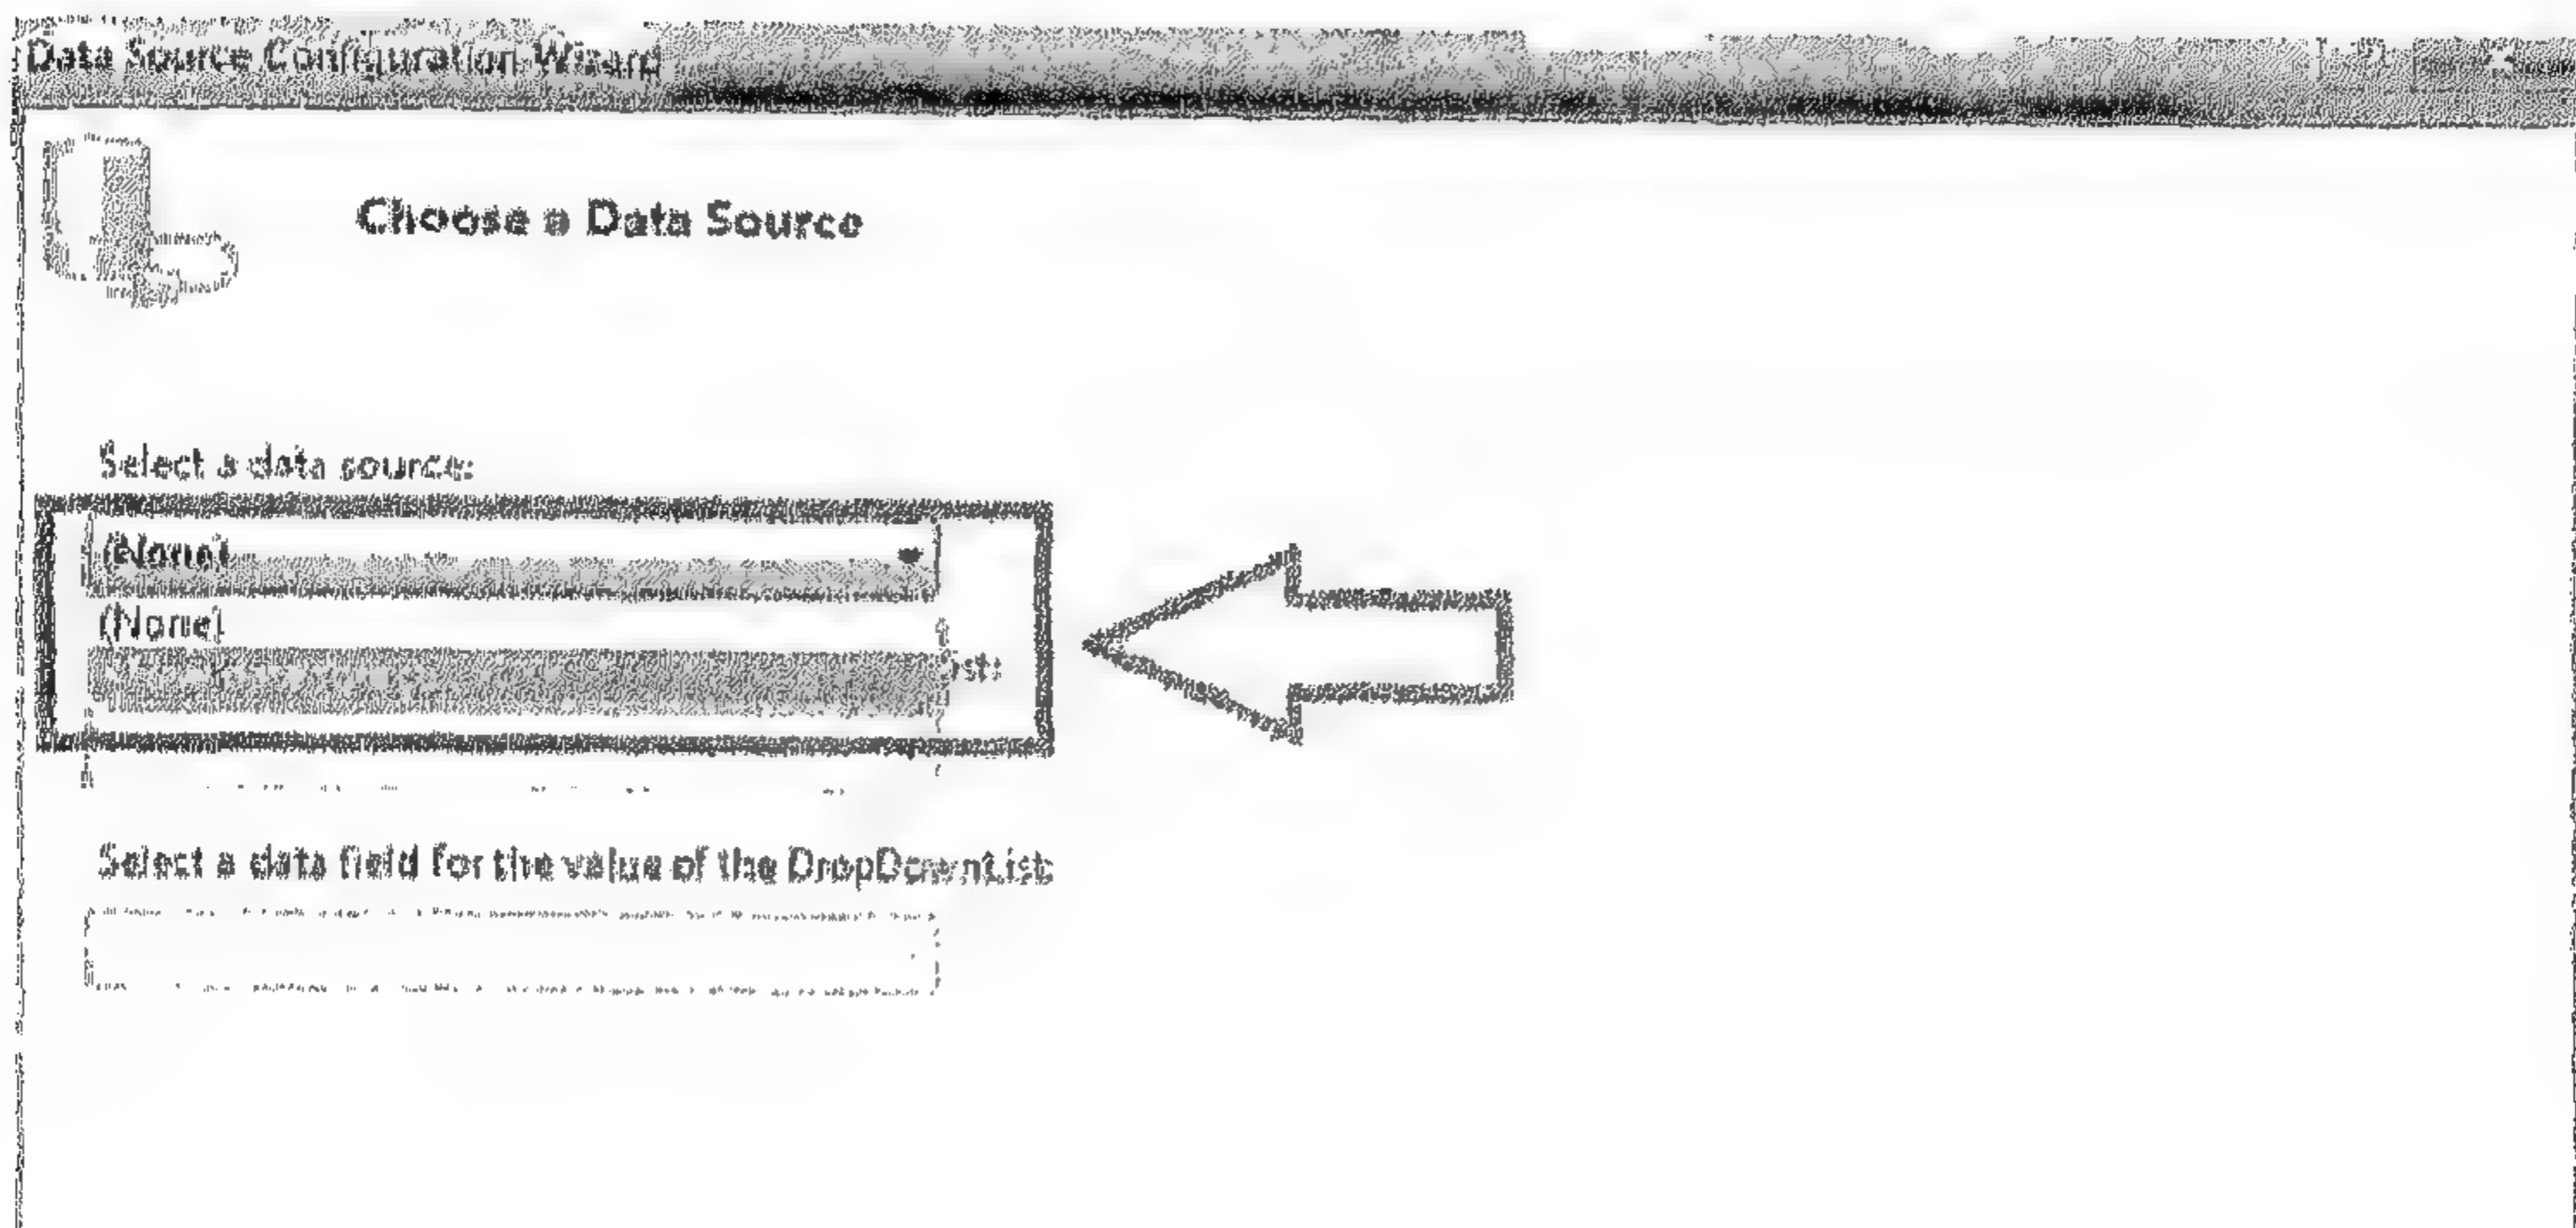 Data Source Configuration Wizard
Choose a Data Source
Select a data source:
(None)
(None)
ist:
Select a data field for the value of the DropDownList: